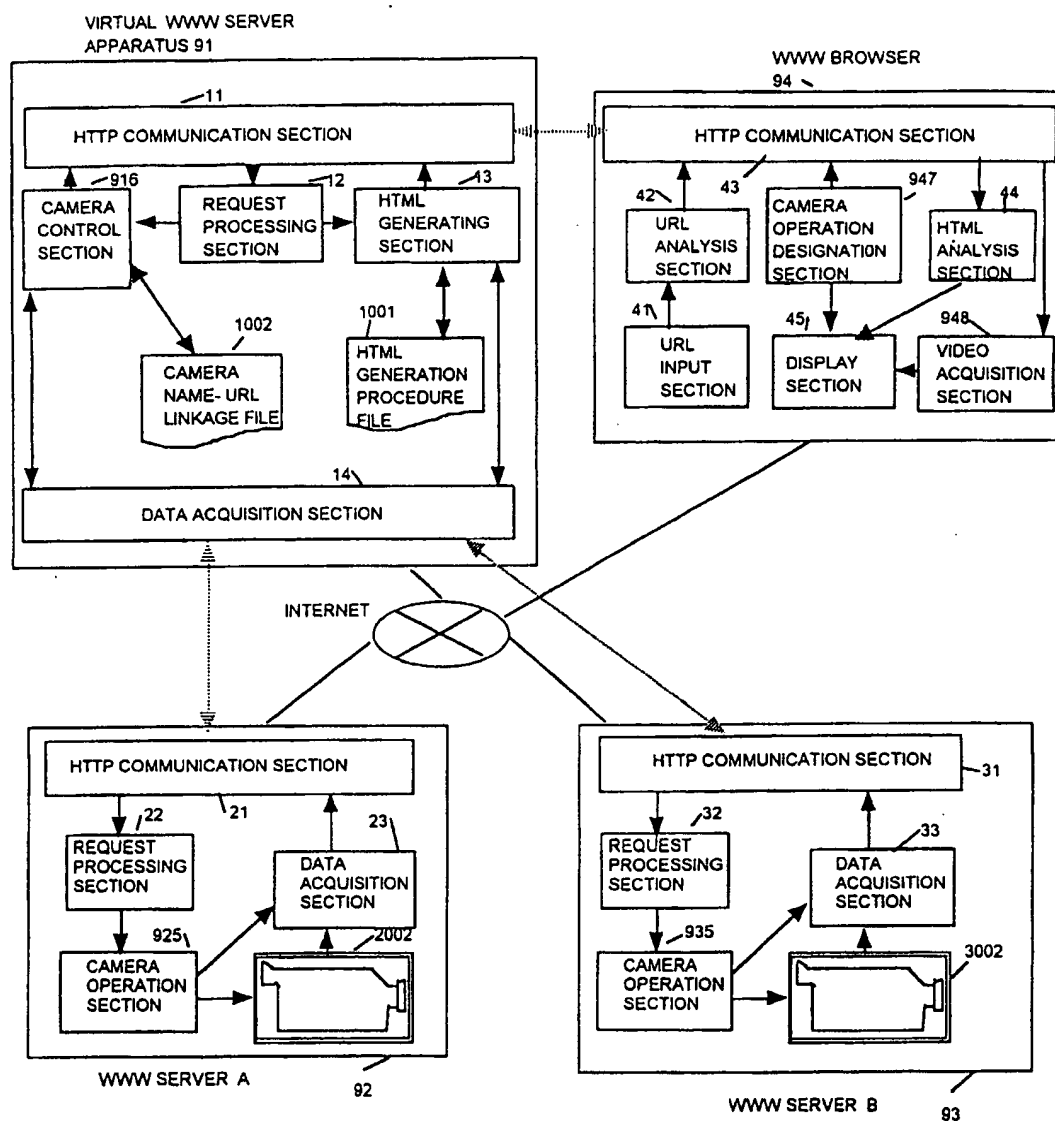 VIRTUAL WWW SERVER
APPARATUS 91
11
HTTP COMMUNICATION SECTION
916
CAMERA
CONTROL
SECTION
12
REQUEST
PROCESSING
SECTION
13
HTML
GENERATING
SECTION
1002
CAMERA
NAME- URL
LINKAGE FILE
1001
HTML
GENERATION
PROCEDURE
FILE
14
DATA ACQUISITION SECTION
WWW BROWSER
94
HTTP COMMUNICATION SECTION
43
42
URL
ANALYSIS
SECTION
947
CAMERA
OPERATION
DESIGNATION
SECTION
44
HTML
ANALYSIS
SECTION
41
URL
INPUT
SECTION
45
DISPLAY
SECTION
948
VIDEO
ACQUISITION
SECTION
INTERNET
HTTP COMMUNICATION SECTION
21
22
REQUEST
PROCESSING
SECTION
23
DATA
ACQUISITION
SECTION
925
CAMERA
OPERATION
SECTION
2002
WWW SERVER A
92
HTTP COMMUNICATION SECTION
31
32
REQUEST
PROCESSING
SECTION
33
DATA
ACQUISITION
SECTION
935
CAMERA
OPERATION
SECTION
3002
WWW SERVER B
93